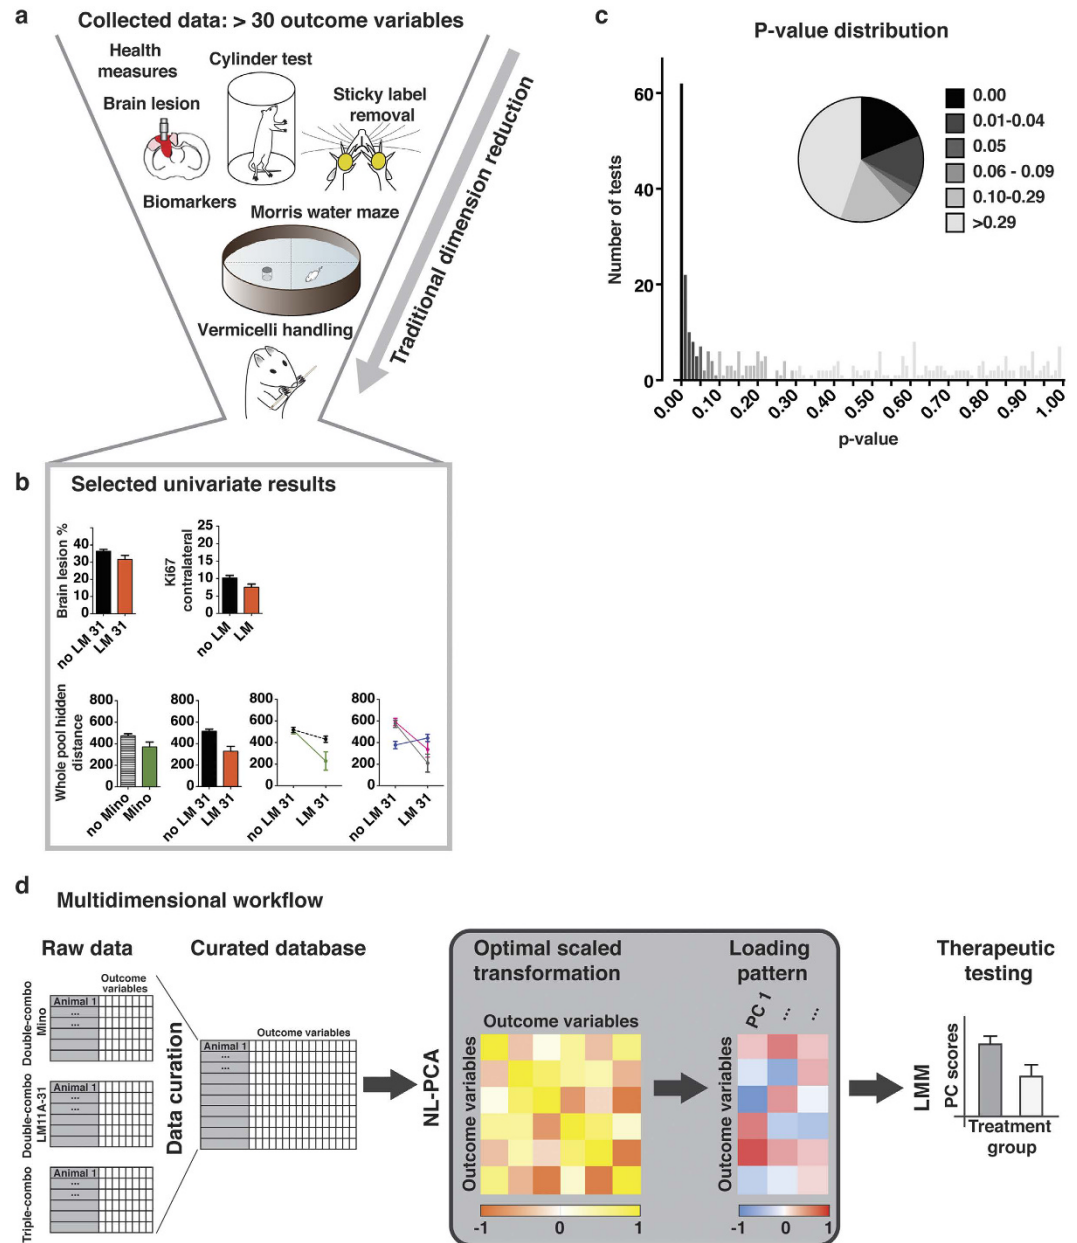 a
Collected data: > 30 outcome variables
Health
measures
Cylinder test
Brain lesion
Sticky label
removal
Biomarkers
Morris water maze
Vermicelli handling
Traditional dimension reduction
b
Selected univariate results
Brain lesion %
40
30
20
10
0
no LM 31
LM 31
Ki67
contralateral
25
20
15
10
5
0
no LM
LM
Whole pool hidden
distance
800
600
400
200
0
no Mino
Mino
800
600
400
200
0
no LM 31
LM 31
800
600
400
200
0
no LM 31
LM 31
800
600
400
200
0
no LM 31
LM 31
c
P-value distribution
Number of tests
60
40
20
0
0.00
0.10
0.20
0.30
0.40
0.50
0.60
0.70
0.80
0.90
1.00
p-value
0.00
0.01-0.04
0.05
0.06 - 0.09
0.10-0.29
>0.29
d
Multidimensional workflow
Raw data
Outcome
variables
Double-combo
Mino
Animal 1
...
...
Double-combo
LM11A-31
Animal 1
...
...
Triple-combo
Animal 1
...
...
Data curation
Curated database
Outcome variables
Animal 1
...
...
NL-PCA
Optimal scaled
transformation
Outcome variables
Outcome variables
-1
0
1
Loading
pattern
PC 1
...
...
Outcome variables
-1
0
1
Therapeutic
testing
LMM
PC scores
Treatment
group